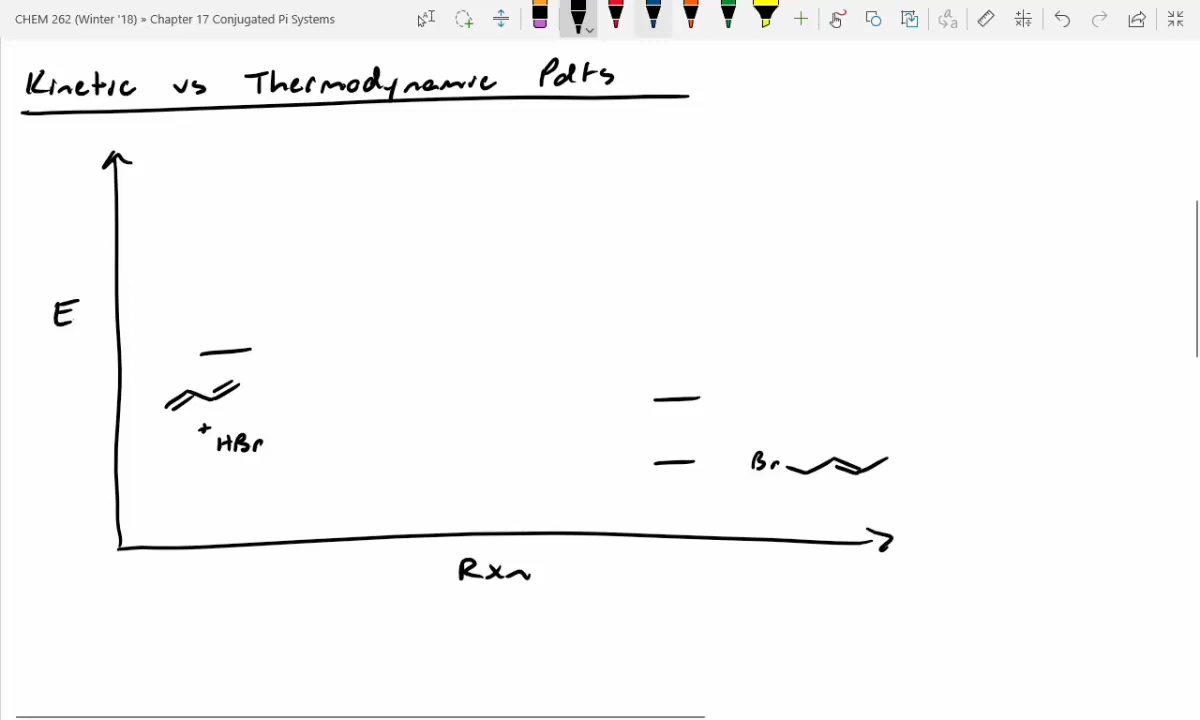 CHEM 262 (Winter '18) » Chapter 17 Conjugated Pi Systems
Kinetic vs Thermodynamic Pdts
E
+
HBr
Br
Rxn